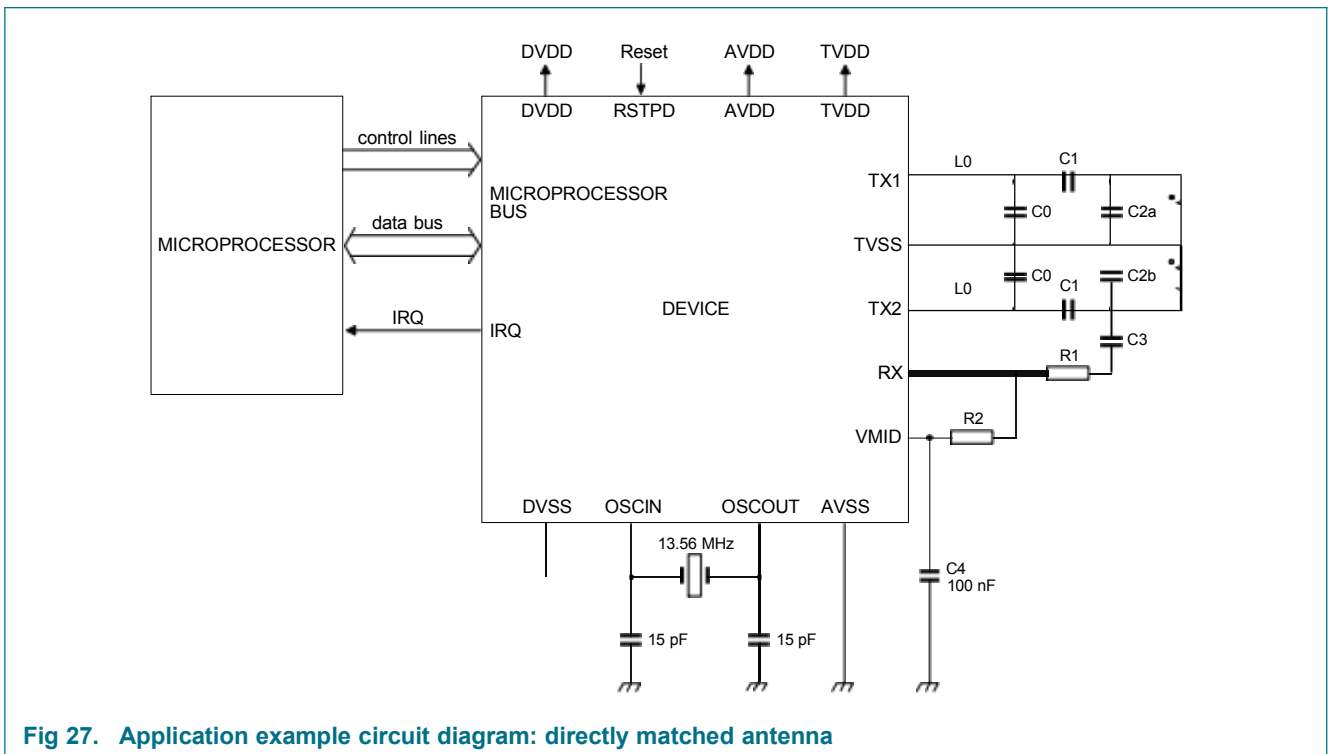 DVDD Reset AVDD TVDD
DVDD RSTPD AVDD TVDD
control lines
L0 C1
TX1
MICROPROCESSOR
BUS
C0 C2a
data bus
MICROPROCESSOR
TVSS
C0 C1 C2b
L0
DEVICE
TX2
IRQ
IRQ
C3
R1
RX
R2
VMID
DVSS OSCIN OSCOUT AVSS
13.56 MHz
C4
100 nF
15 pF 15 pF
Fig 27. Application example circuit diagram: directly matched antenna